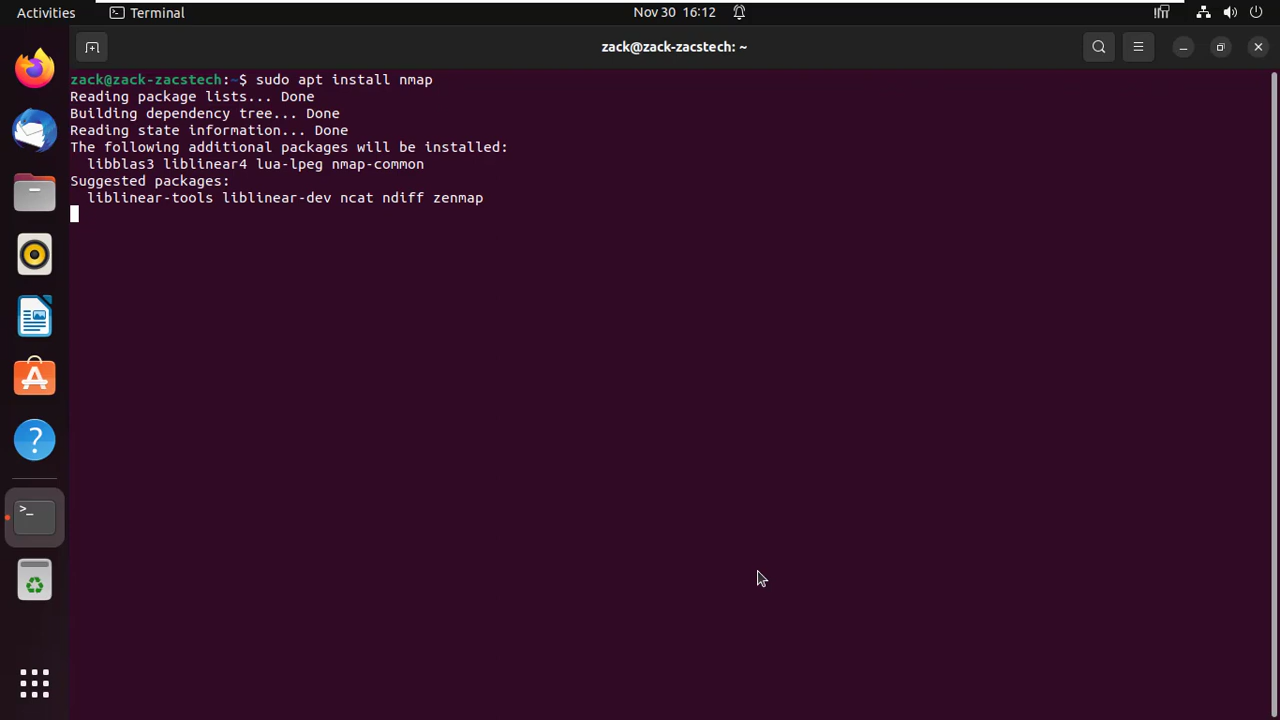 Activities
Terminal
Nov 30 16:12
zack@zack-zacstech: ~
zack@zack-zacstech:~$ sudo apt install nmap
Reading package lists... Done
Building dependency tree... Done
Reading state information... Done
The following additional packages will be installed:
  libblas3 liblinear4 lua-lpeg nmap-common
Suggested packages:
  liblinear-tools liblinear-dev ncat ndiff zenmap